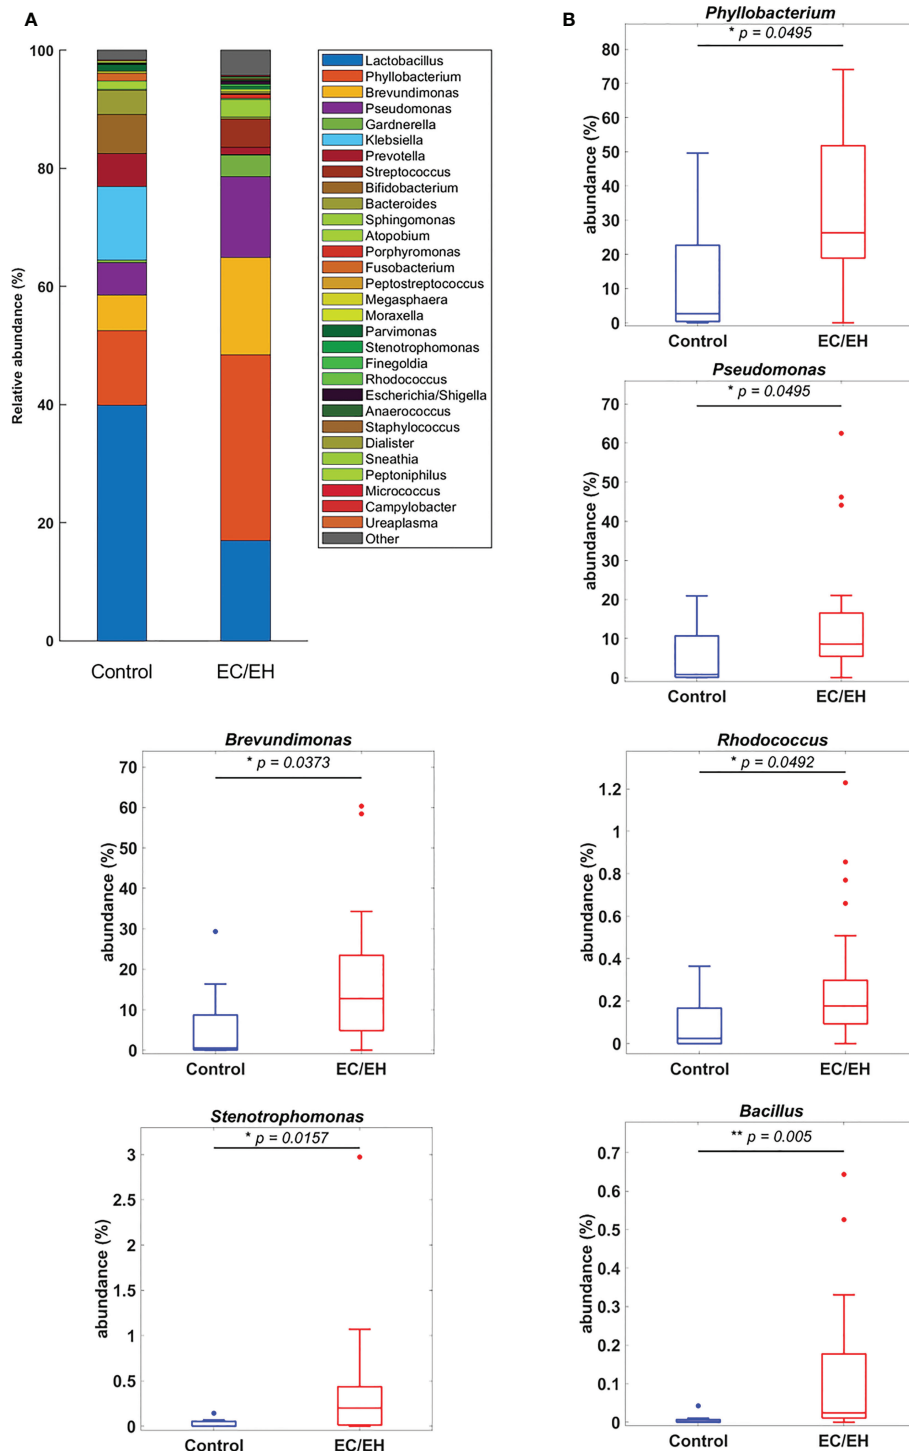 A
100
80
60
40
20
0
Relative abundance (%)
Control
EC/EH
Lactobacillus
Phyllobacterium
Brevundimonas
Pseudomonas
Gardnerella
Klebsiella
Prevotella
Streptococcus
Bifidobacterium
Bacteroides
Sphingomonas
Atopobium
Porphyromonas
Fusobacterium
Peptostreptococcus
Megasphaera
Moraxella
Parvimonas
Stenotrophomonas
Finegoldia
Rhodococcus
Escherichia/Shigella
Anaerococcus
Staphylococcus
Dialister
Sneathia
Peptoniphilus
Micrococcus
Campylobacter
Ureaplasma
Other
B
Phyllobacterium
* p = 0.0495
80
70
60
50
40
30
20
10
0
abundance (%)
Control
EC/EH
Pseudomonas
* p = 0.0495
70
60
50
40
30
20
10
0
abundance (%)
Control
EC/EH
Brevundimonas
* p = 0.0373
70
60
50
40
30
20
10
0
abundance (%)
Control
EC/EH
Rhodococcus
* p = 0.0492
1.2
1
0.8
0.6
0.4
0.2
0
abundance (%)
Control
EC/EH
Stenotrophomonas
* p = 0.0157
3
2.5
2
1.5
1
0.5
0
abundance (%)
Control
EC/EH
Bacillus
** p = 0.005
0.7
0.6
0.5
0.4
0.3
0.2
0.1
0
abundance (%)
Control
EC/EH